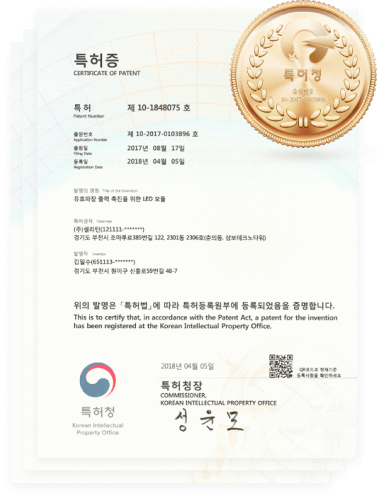 특허증
CERTIFICATE OF PATENT
특허청
출원번호
10-2017-0103896
특 허 제 10-1848075 호
Patent Number
출원번호 제 10-2017-0103896 호
Application Number
출원일 2017년 08월 17일
Filing Date
등록일 2018년 04월 05일
Registration Date
발명의 명칭 Title of the Invention
유효파장 출력 촉진을 위한 LED 모듈
특허권자 Patentee
(주)셀리턴(121111-*******)
경기도 부천시 조마루로385번길 122, 2301동 2306호(춘의동, 삼보테크노타워)
발명자 Inventor
김일수(651113-*******)
경기도 부천시 원미구 신흥로59번길 48-7
위의 발명은 「특허법」에 따라 특허등록원부에 등록되었음을 증명합니다.
This is to certify that, in accordance with the Patent Act, a patent for the invention
has been registered at the Korean Intellectual Property Office.
2018년 04월 05일
QR코드로 현재기준
등록사항을 확인하세요
특허청장
COMMISSIONER,
KOREAN INTELLECTUAL PROPERTY OFFICE
성윤모
특허청
Korean Intellectual
Property Office